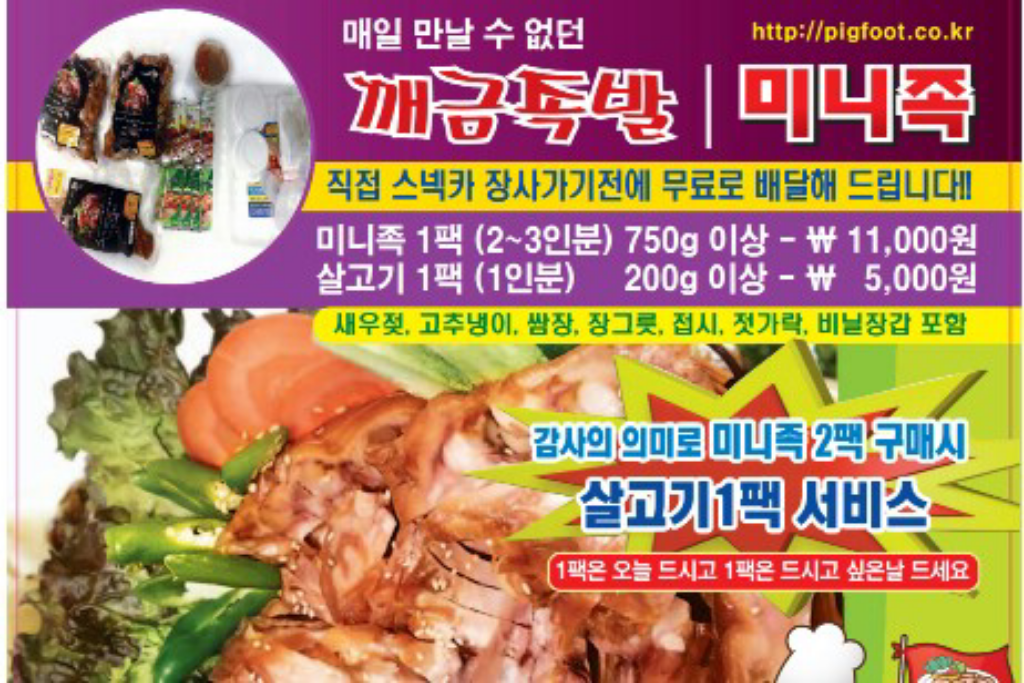 매일 만날 수 없던
http://pigfoot.co.kr
깨금족발 | 미니족
직접 스넥카 장사가기전에 무료로 배달해 드립니다!!
미니족 1팩 (2~3인분) 750g 이상 - ₩ 11,000원
살고기 1팩 (1인분) 200g 이상 - ₩ 5,000원
새우젖, 고추냉이, 쌈장, 장그릇, 접시, 젓가락, 비닐장갑 포함
감사의 의미로 미니족 2팩 구매시
살고기1팩 서비스
1팩은 오늘 드시고 1팩은 드시고 싶은날 드세요